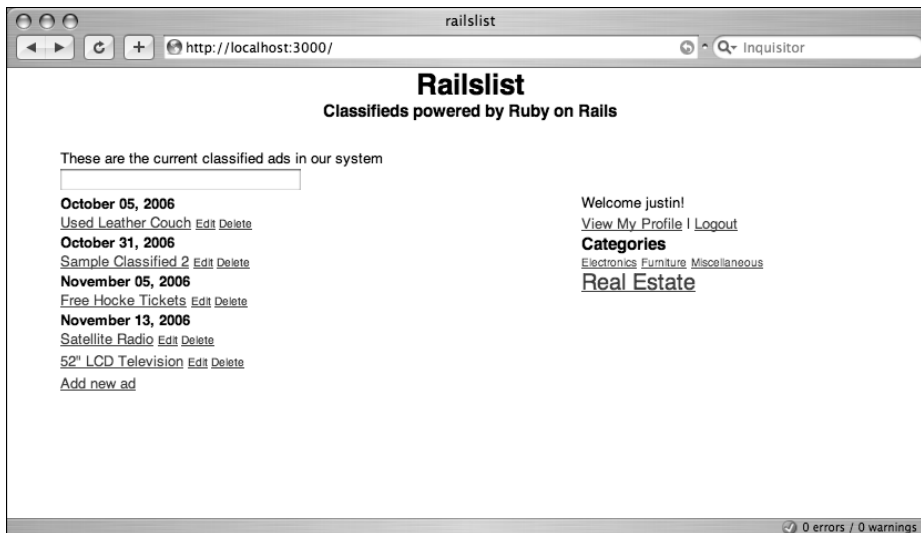 railslist
http://localhost:3000/
Inquisitor
Railslist
Classifieds powered by Ruby on Rails
These are the current classified ads in our system
October 05, 2006
Used Leather Couch Edit Delete
October 31, 2006
Sample Classified 2 Edit Delete
November 05, 2006
Free Hocke Tickets Edit Delete
November 13, 2006
Satellite Radio Edit Delete
52" LCD Television Edit Delete
Add new ad
Welcome justin!
View My Profile | Logout
Categories
Electronics Furniture Miscellaneous
Real Estate
0 errors / 0 warnings